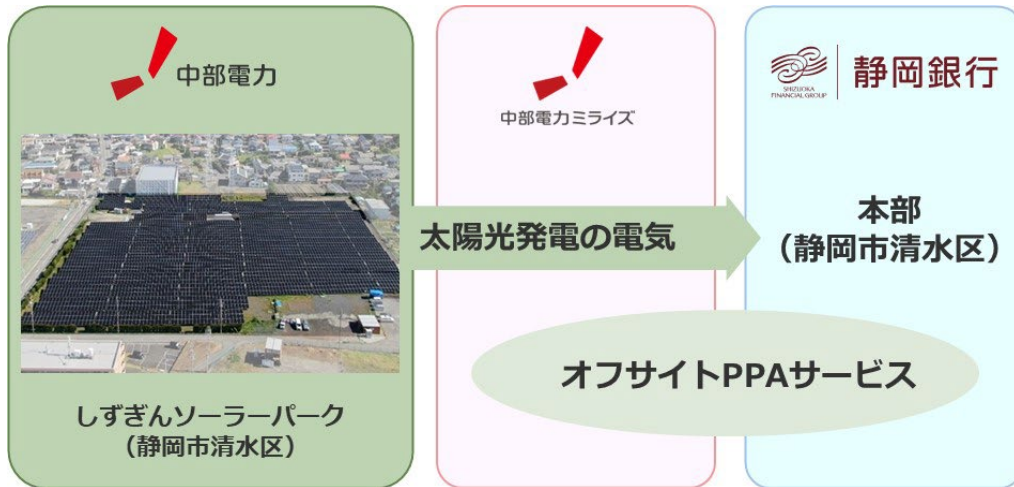 中部電力
しずぎんソーラーパーク
（静岡市清水区）
中部電力ミライズ
太陽光発電の電気
SHIZUOKA
FINANCIAL GROUP
静岡銀行
本部
（静岡市清水区）
オフサイトPPAサービス